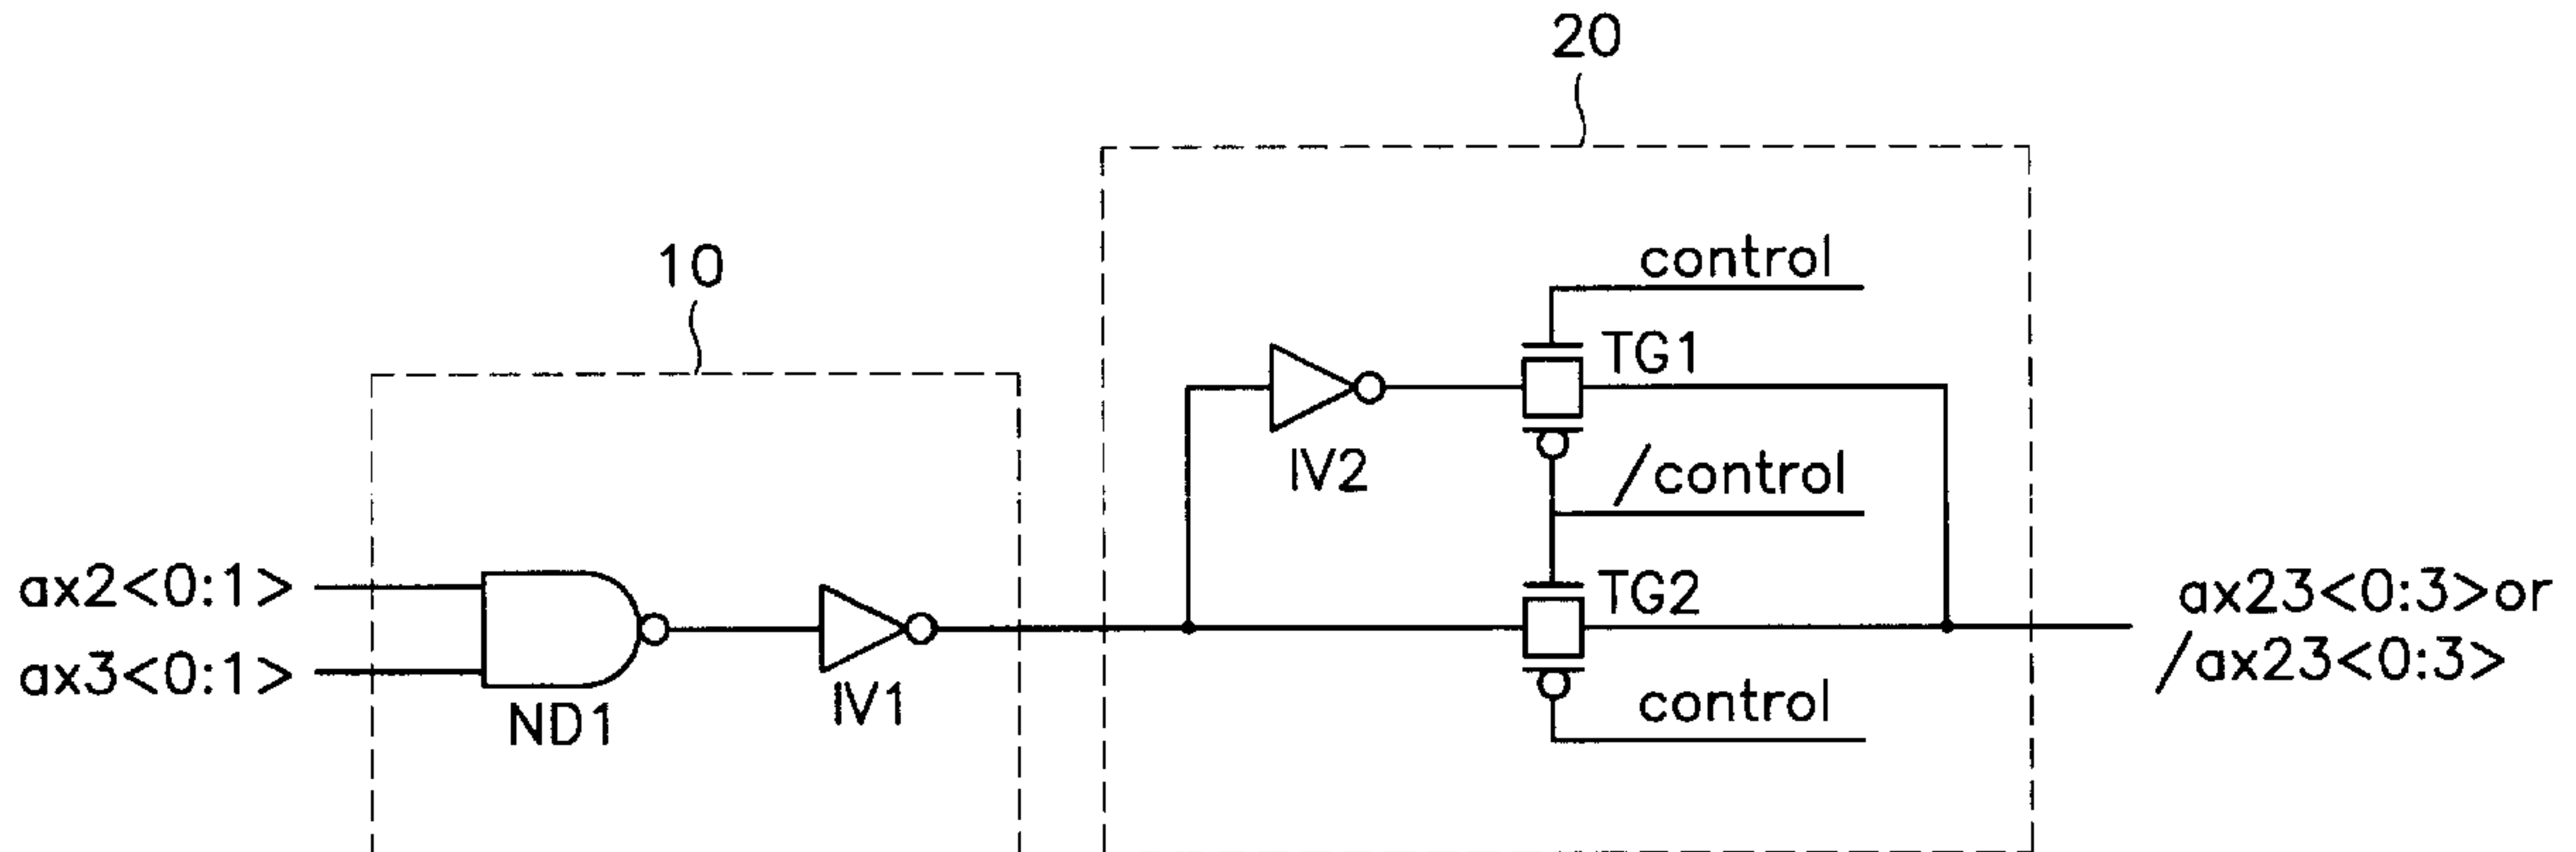 20
10
control
TG1
IV2
/control
ax2<0:1>
TG2
ax23<0:3>or
/ax23<0:3>
ax3<0:1>
ND1
IV1
control